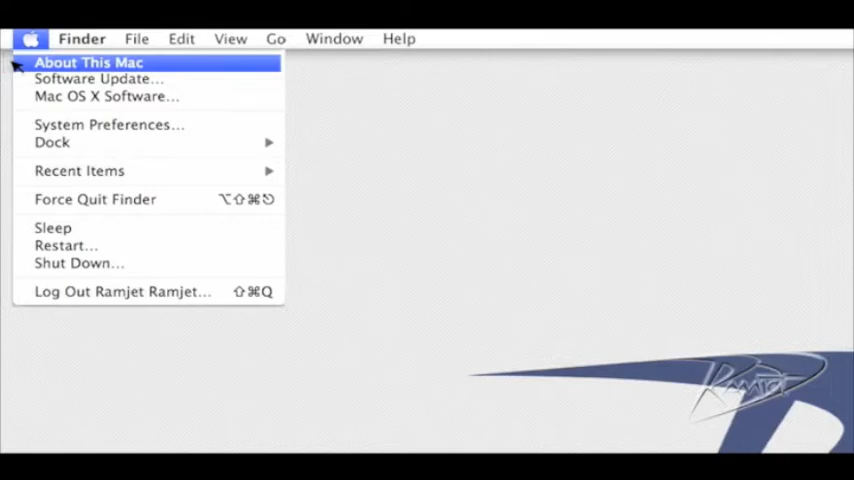 Finder File Edit View Go Window Help
About This Mac
Software Update...
Mac OS X Software...
System Preferences...
Dock
Recent Items
Force Quit Finder ⌥⇧⌘⎋
Sleep
Restart...
Shut Down...
Log Out Ramjet Ramjet... ⇧⌘Q
Ramjet